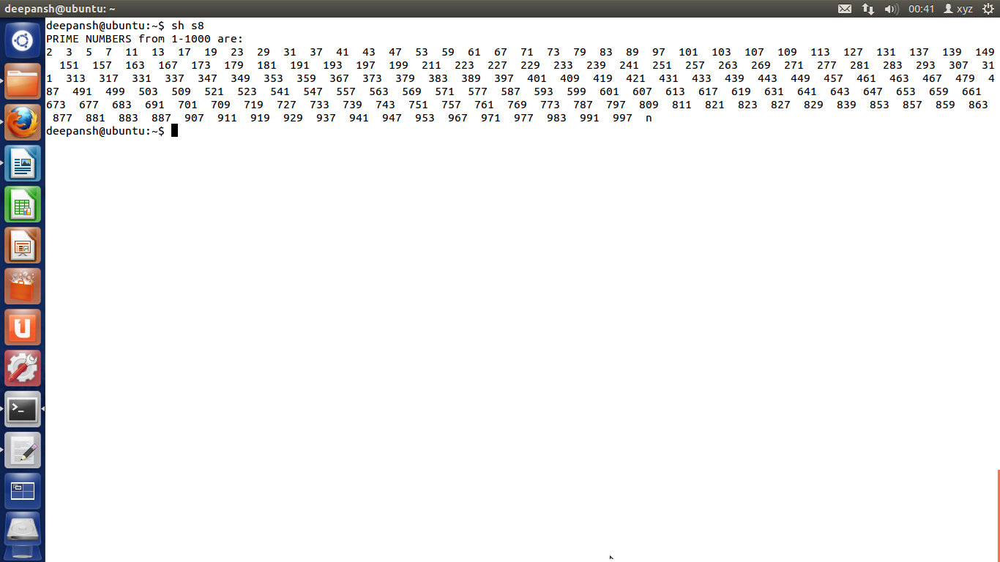 deepansh@ubuntu: ~
00:41
xyz
deepansh@ubuntu:~$ sh s8
PRIME NUMBERS from 1-1000 are:
2  3  5  7  11  13  17  19  23  29  31  37  41  43  47  53  59  61  67  71  73  79  83  89  97  101  103  107  109  113  127  131  137  139  149
  151  157  163  167  173  179  181  191  193  197  199  211  223  227  229  233  239  241  251  257  263  269  271  277  281  283  293  307  31
1  313  317  331  337  347  349  353  359  367  373  379  383  389  397  401  409  419  421  431  433  439  443  449  457  461  463  467  479  4
87  491  499  503  509  521  523  541  547  557  563  569  571  577  587  593  599  601  607  613  617  619  631  641  643  647  653  659  661
673  677  683  691  701  709  719  727  733  739  743  751  757  761  769  773  787  797  809  811  821  823  827  829  839  853  857  859  863
 877  881  883  887  907  911  919  929  937  941  947  953  967  971  977  983  991  997  n
deepansh@ubuntu:~$